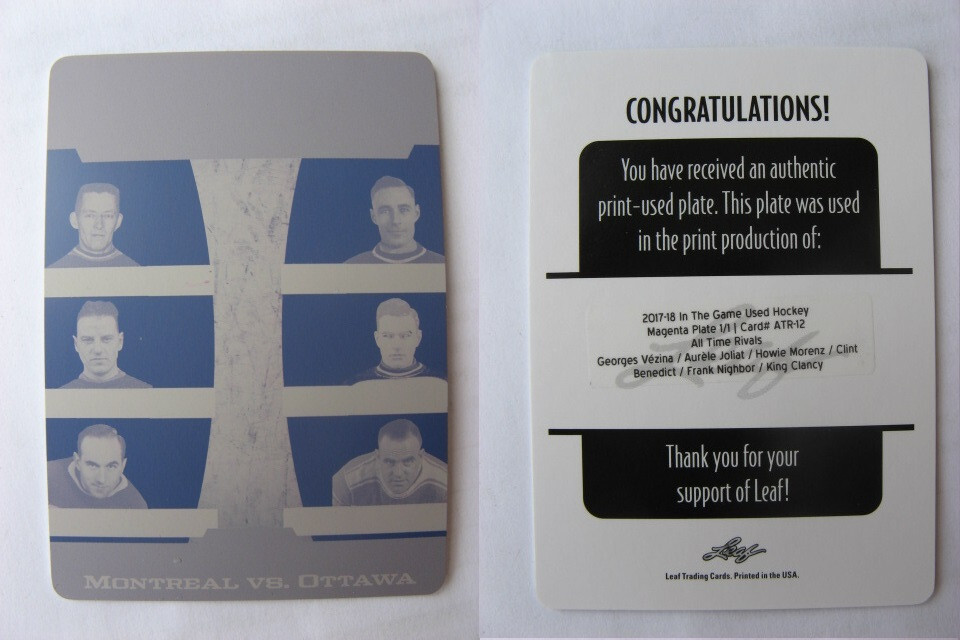 MONTREAL VS. OTTAWA
CONGRATULATIONS!
You have received an authentic
print-used plate. This plate was used
in the print production of:
2017-18 In The Game Used Hockey
Magenta Plate 1/1 | Card# ATR-12
All Time Rivals
Georges Vézina / Aurèle Joliat / Howie Morenz / Clint
Benedict / Frank Nighbor / King Clancy
Leaf
Thank you for your
support of Leaf!
Leaf
Leaf Trading Cards. Printed in the USA.